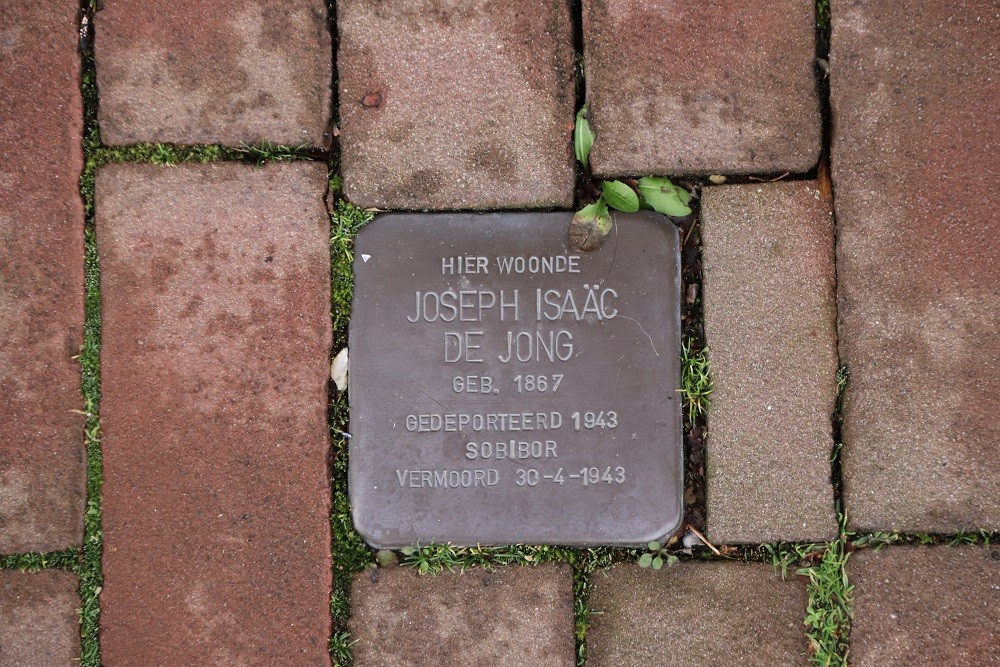 HIER WOONDE
JOSEPH ISAÄC
DE JONG
GEB. 1867
GEDEPORTEERD 1943
SOBIBOR
VERMOORD 30-4-1943